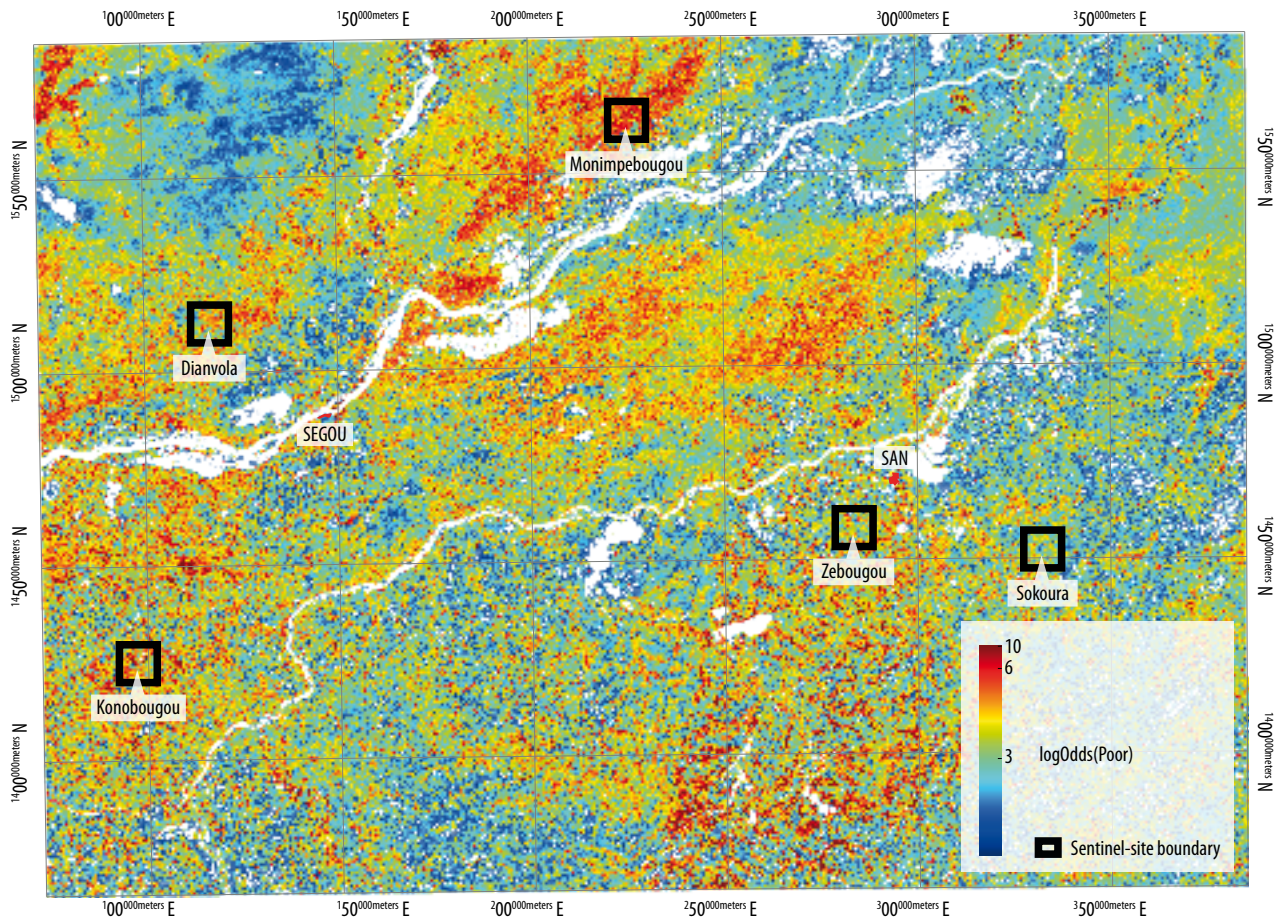 100000meters E 150000meters E 200000meters E 250000meters E 300000meters E 350000meters E
1550000meters N
1550000meters N
Monimpebougou
1500000meters N
1500000meters N
Dianvola
SEGOU
SAN
1450000meters N
1450000meters N
Zebougou
Sokoura
Konobougou
1400000meters N
1400000meters N
10
6
3
logOdds(Poor)
Sentinel-site boundary
100000meters E 150000meters E 200000meters E 250000meters E 300000meters E 350000meters E